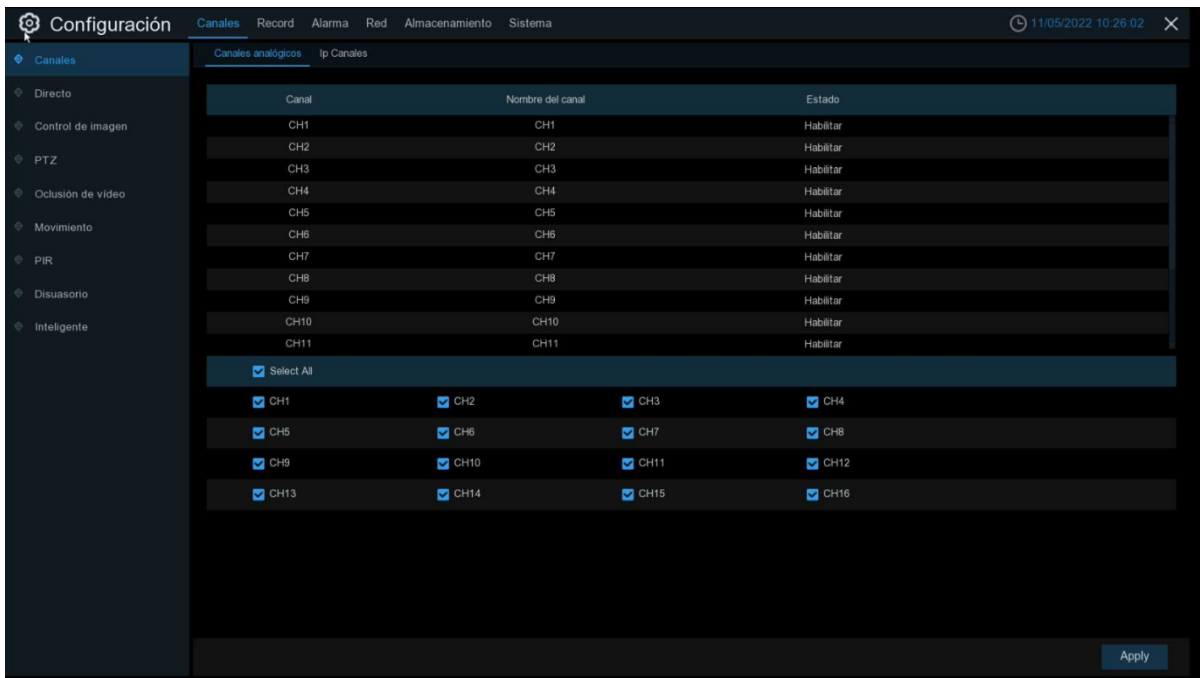 Configuración Canales Record Alarma Red Almacenamiento Sistema 11/05/2022 10:26:02
Canales
Directo
Control de imagen
PTZ
Oclusión de vídeo
Movimiento
PIR
Disuasorio
Inteligente
Canales analógicos Ip Canales
Canal Nombre del canal Estado
CH1 CH1 Habilitar
CH2 CH2 Habilitar
CH3 CH3 Habilitar
CH4 CH4 Habilitar
CH5 CH5 Habilitar
CH6 CH6 Habilitar
CH7 CH7 Habilitar
CH8 CH8 Habilitar
CH9 CH9 Habilitar
CH10 CH10 Habilitar
CH11 CH11 Habilitar
Select All
CH1 CH2 CH3 CH4
CH5 CH6 CH7 CH8
CH9 CH10 CH11 CH12
CH13 CH14 CH15 CH16
Apply